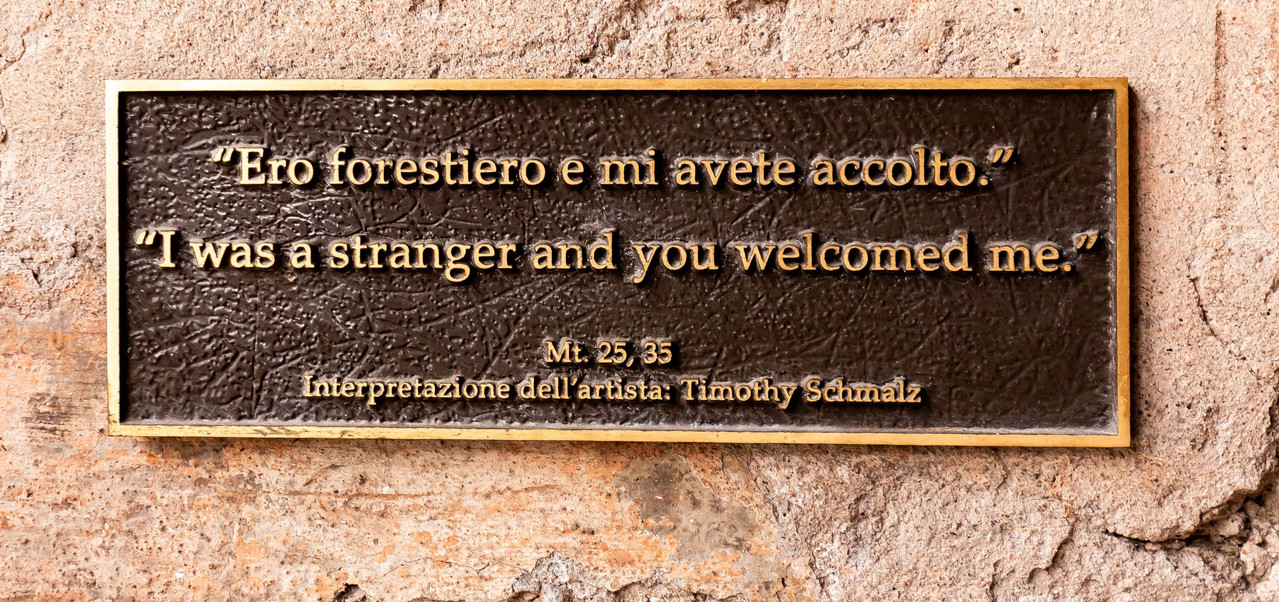 “Ero forestiero e mi avete accolto.”
“I was a stranger and you welcomed me.”
Mt. 25, 35
Interpretazione dell’artista: Timothy Schmalz